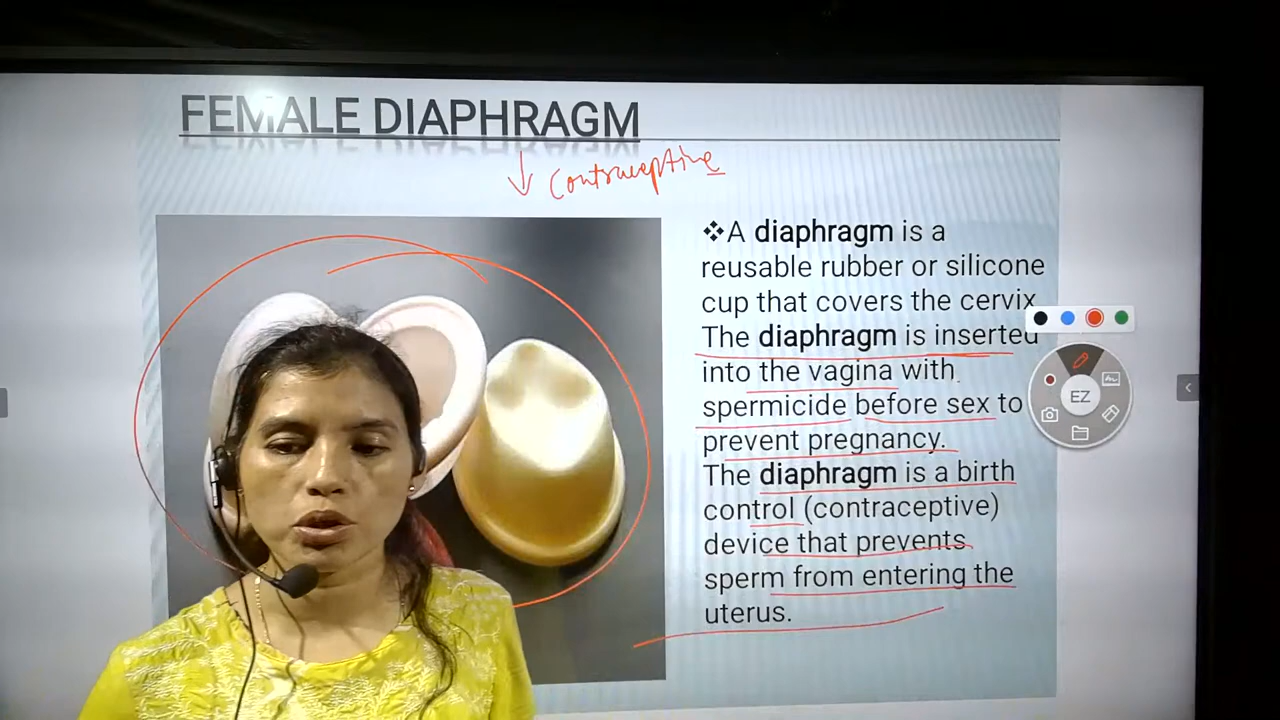 FEMALE DIAPHRAGM
Contraceptive
❖A diaphragm is a
reusable rubber or silicone
cup that covers the cervix.
The diaphragm is inserted
into the vagina with
spermicide before sex to
prevent pregnancy.
The diaphragm is a birth
control (contraceptive)
device that prevents
sperm from entering the
uterus.
EZ